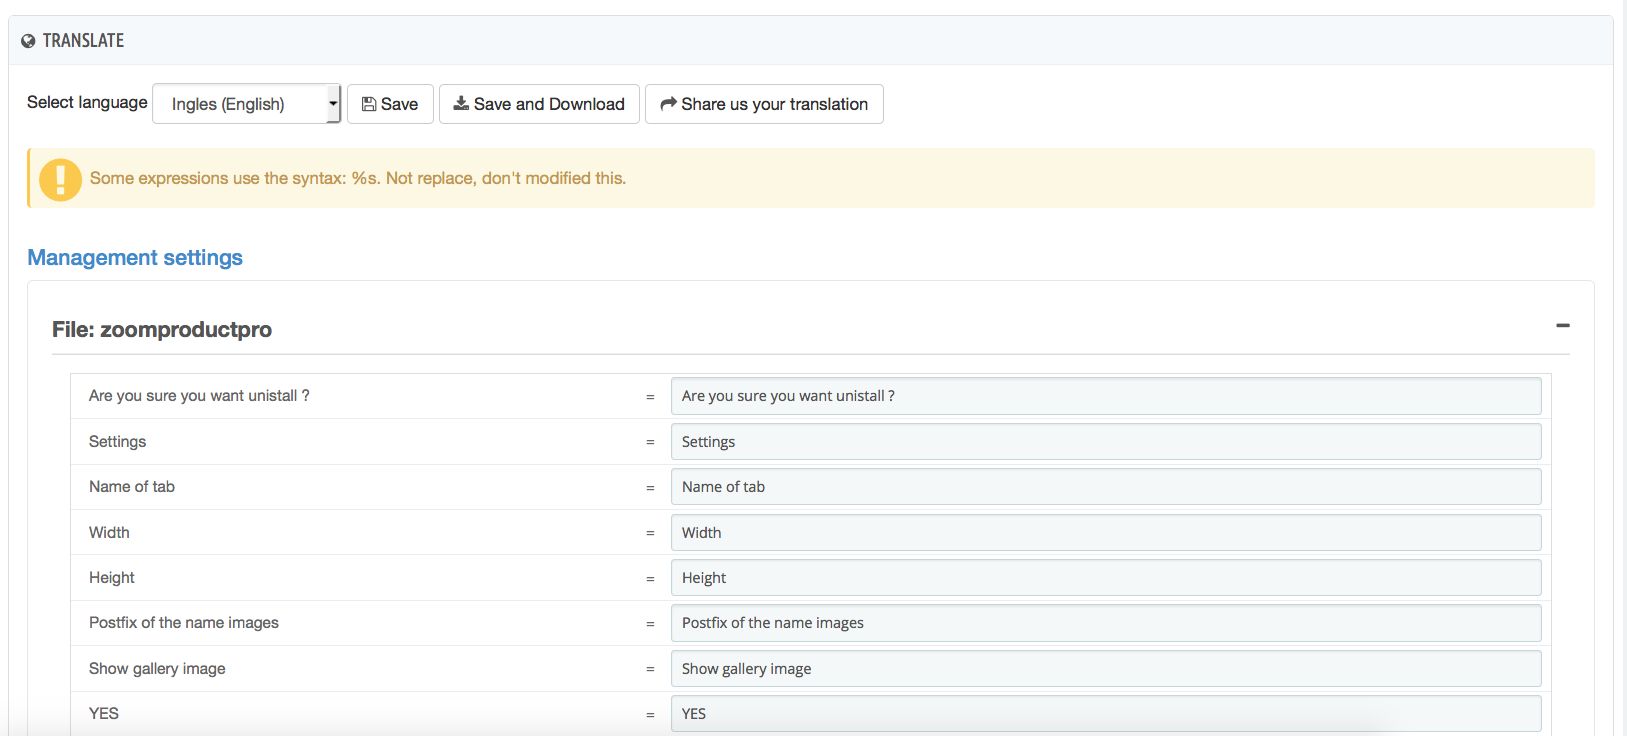 TRANSLATE
Select language Ingles (English) Save Save and Download Share us your translation
Some expressions use the syntax: %s. Not replace, don't modified this.
Management settings
File: zoomproductpro
Are you sure you want unistall ? = Are you sure you want unistall ?
Settings = Settings
Name of tab = Name of tab
Width = Width
Height = Height
Postfix of the name images = Postfix of the name images
Show gallery image = Show gallery image
YES = YES